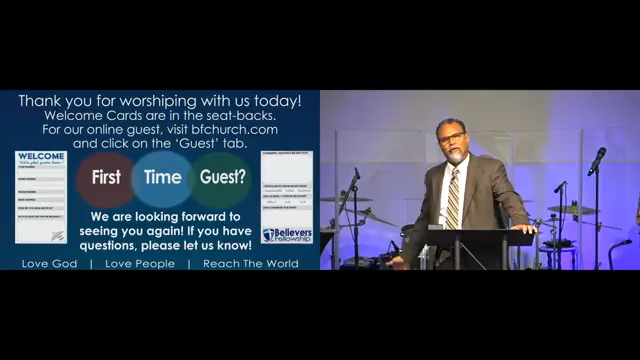 Thank you for worshiping with us today!
Welcome Cards are in the seat-backs.
For our online guest, visit bfchurch.com
and click on the 'Guest' tab.
WELCOME
First Time Guest?
We are looking forward to
seeing you again! If you have
questions, please let us know!
Believers
Fellowship
Love God | Love People | Reach The World